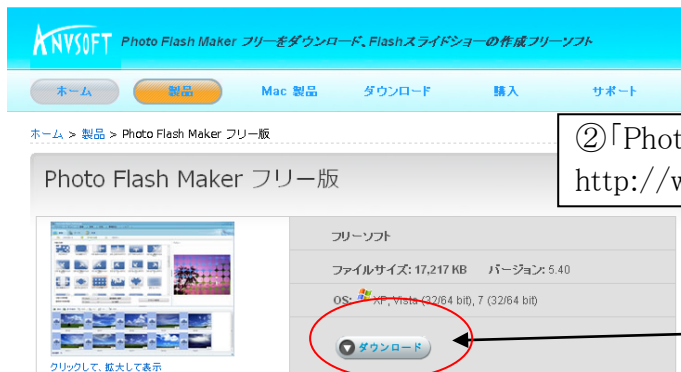 ANVSOFT Photo Flash Maker フリーをダウンロード、Flashスライドショーの作成フリーソフト
ホーム 製品 Mac 製品 ダウンロード 購入 サポート
ホーム > 製品 > Photo Flash Maker フリー版
②「Phot
http://w
Photo Flash Maker フリー版
フリーソフト
ファイルサイズ: 17,217 KB バージョン: 5.40
OS: XP, Vista (32/64 bit), 7 (32/64 bit)
ダウンロード
クリックして、拡大して表示